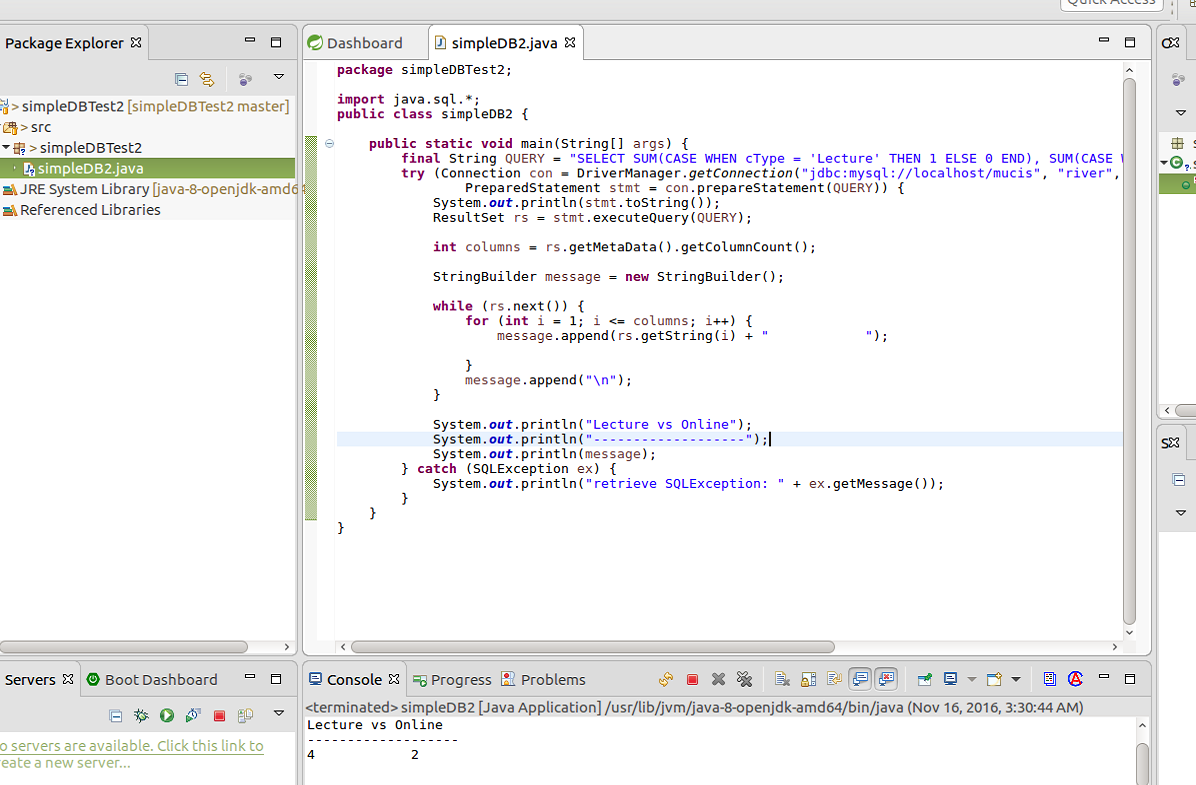 Quick Access
Package Explorer
> simpleDBTest2 [simpleDBTest2 master]
> src
> simpleDBTest2
simpleDB2.java
JRE System Library [java-8-openjdk-amd6
Referenced Libraries
Dashboard
simpleDB2.java
package simpleDBTest2;
import java.sql.*;
public class simpleDB2 {
public static void main(String[] args) {
final String QUERY = "SELECT SUM(CASE WHEN cType = 'Lecture' THEN 1 ELSE 0 END), SUM(CASE W
try (Connection con = DriverManager.getConnection("jdbc:mysql://localhost/mucis", "river",
PreparedStatement stmt = con.prepareStatement(QUERY)) {
System.out.println(stmt.toString());
ResultSet rs = stmt.executeQuery(QUERY);
int columns = rs.getMetaData().getColumnCount();
StringBuilder message = new StringBuilder();
while (rs.next()) {
for (int i = 1; i <= columns; i++) {
message.append(rs.getString(i) + "            ");
}
message.append("\n");
}
System.out.println("Lecture vs Online");
System.out.println("-------------------");
System.out.println(message);
} catch (SQLException ex) {
System.out.println("retrieve SQLException: " + ex.getMessage());
}
}
}
Servers
Boot Dashboard
o servers are available. Click this link to
eate a new server...
Console
Progress
Problems
<terminated> simpleDB2 [Java Application] /usr/lib/jvm/java-8-openjdk-amd64/bin/java (Nov 16, 2016, 3:30:44 AM)
Lecture vs Online
-------------------
4            2